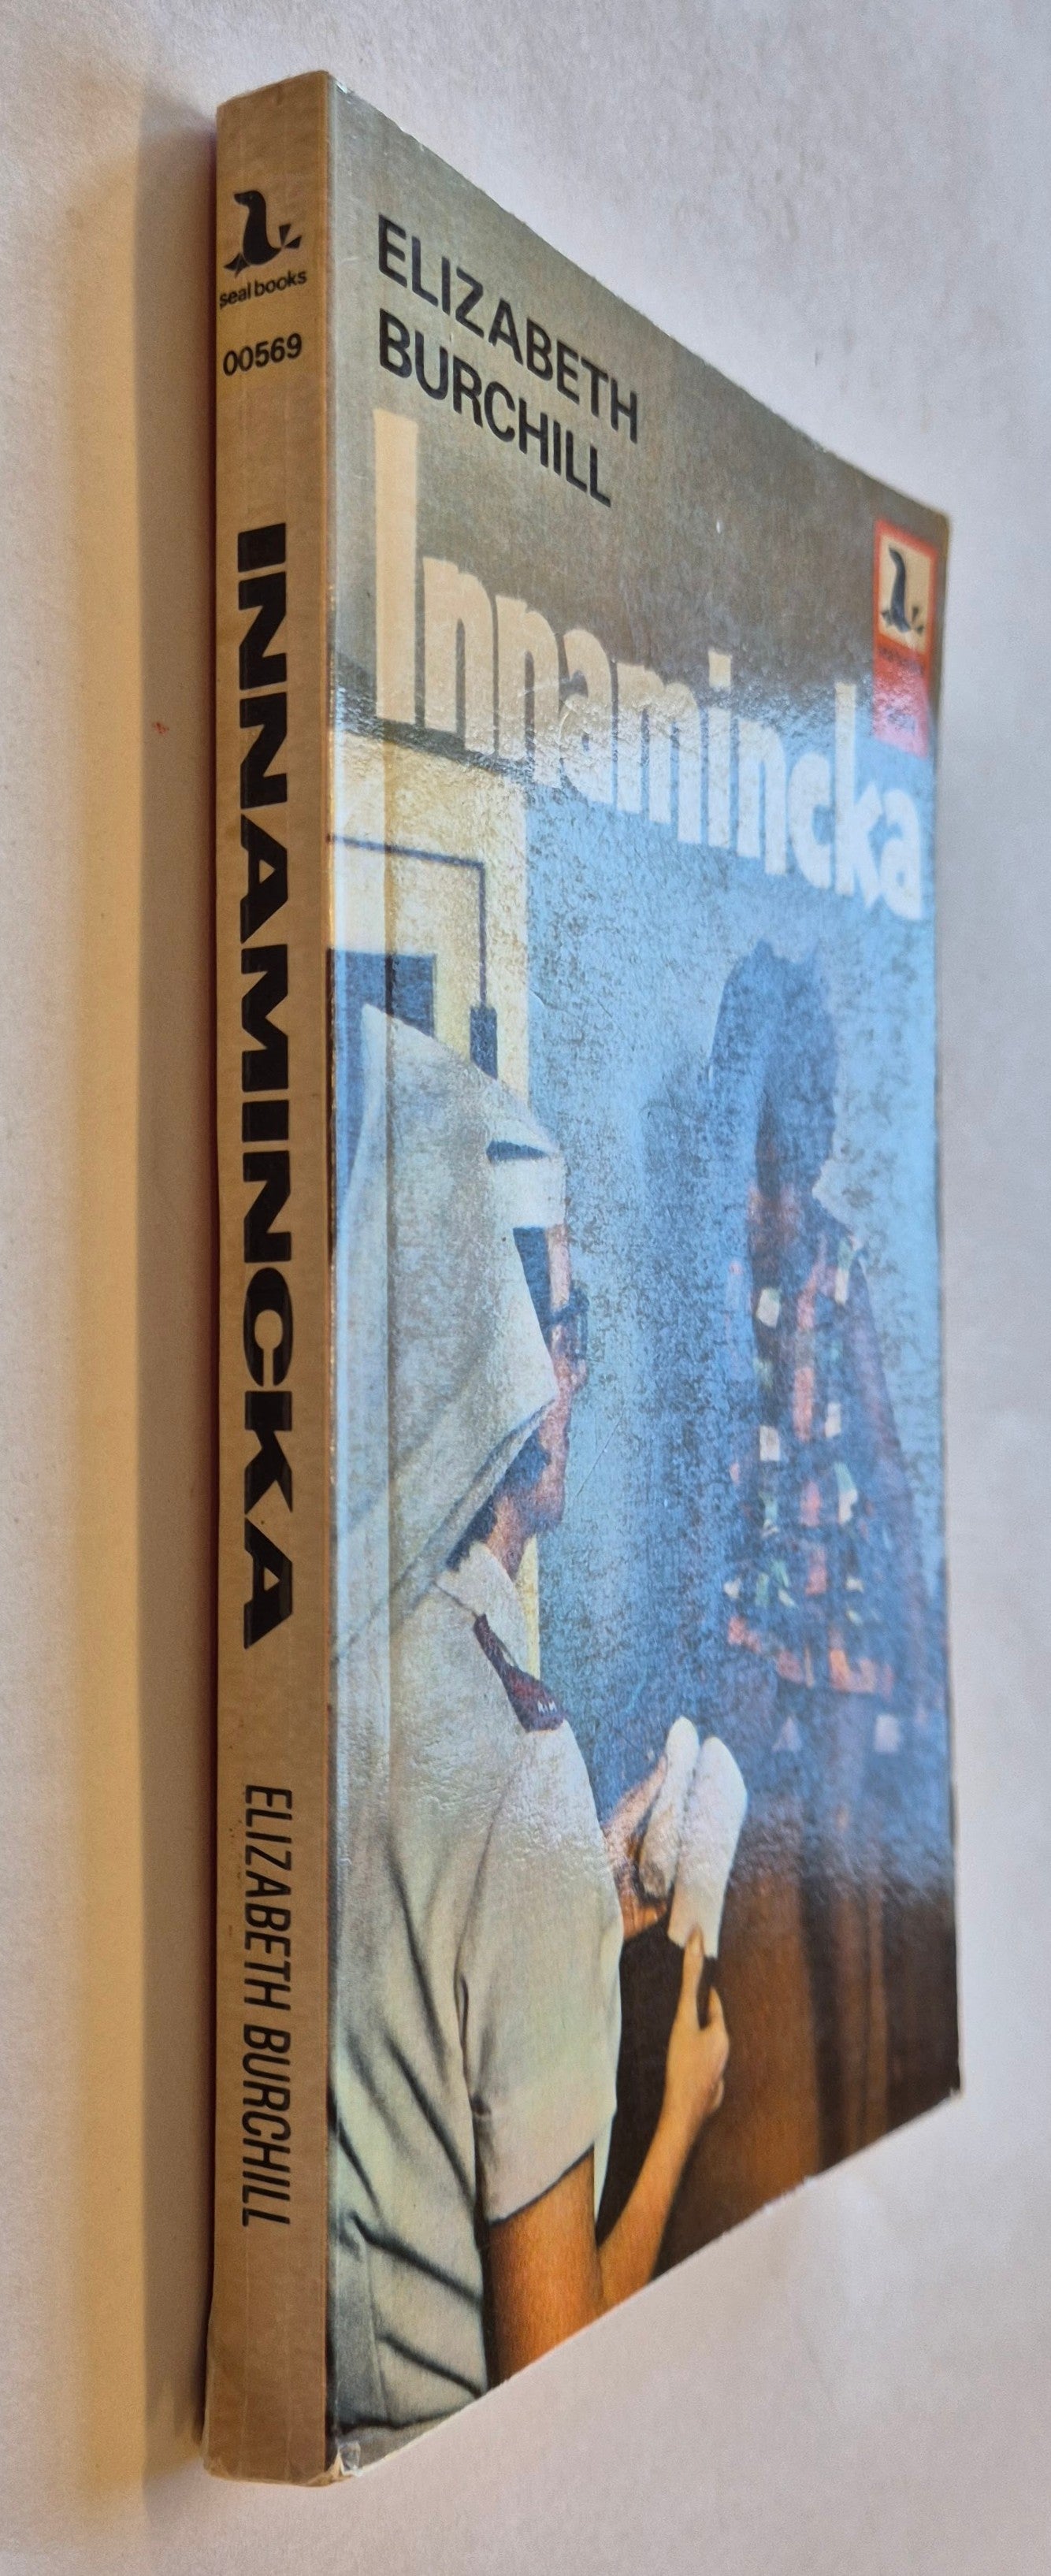 seal books
00569
INNAMINCKA
ELIZABETH BURCHILL
ELIZABETH
BURCHILL
Innamincka